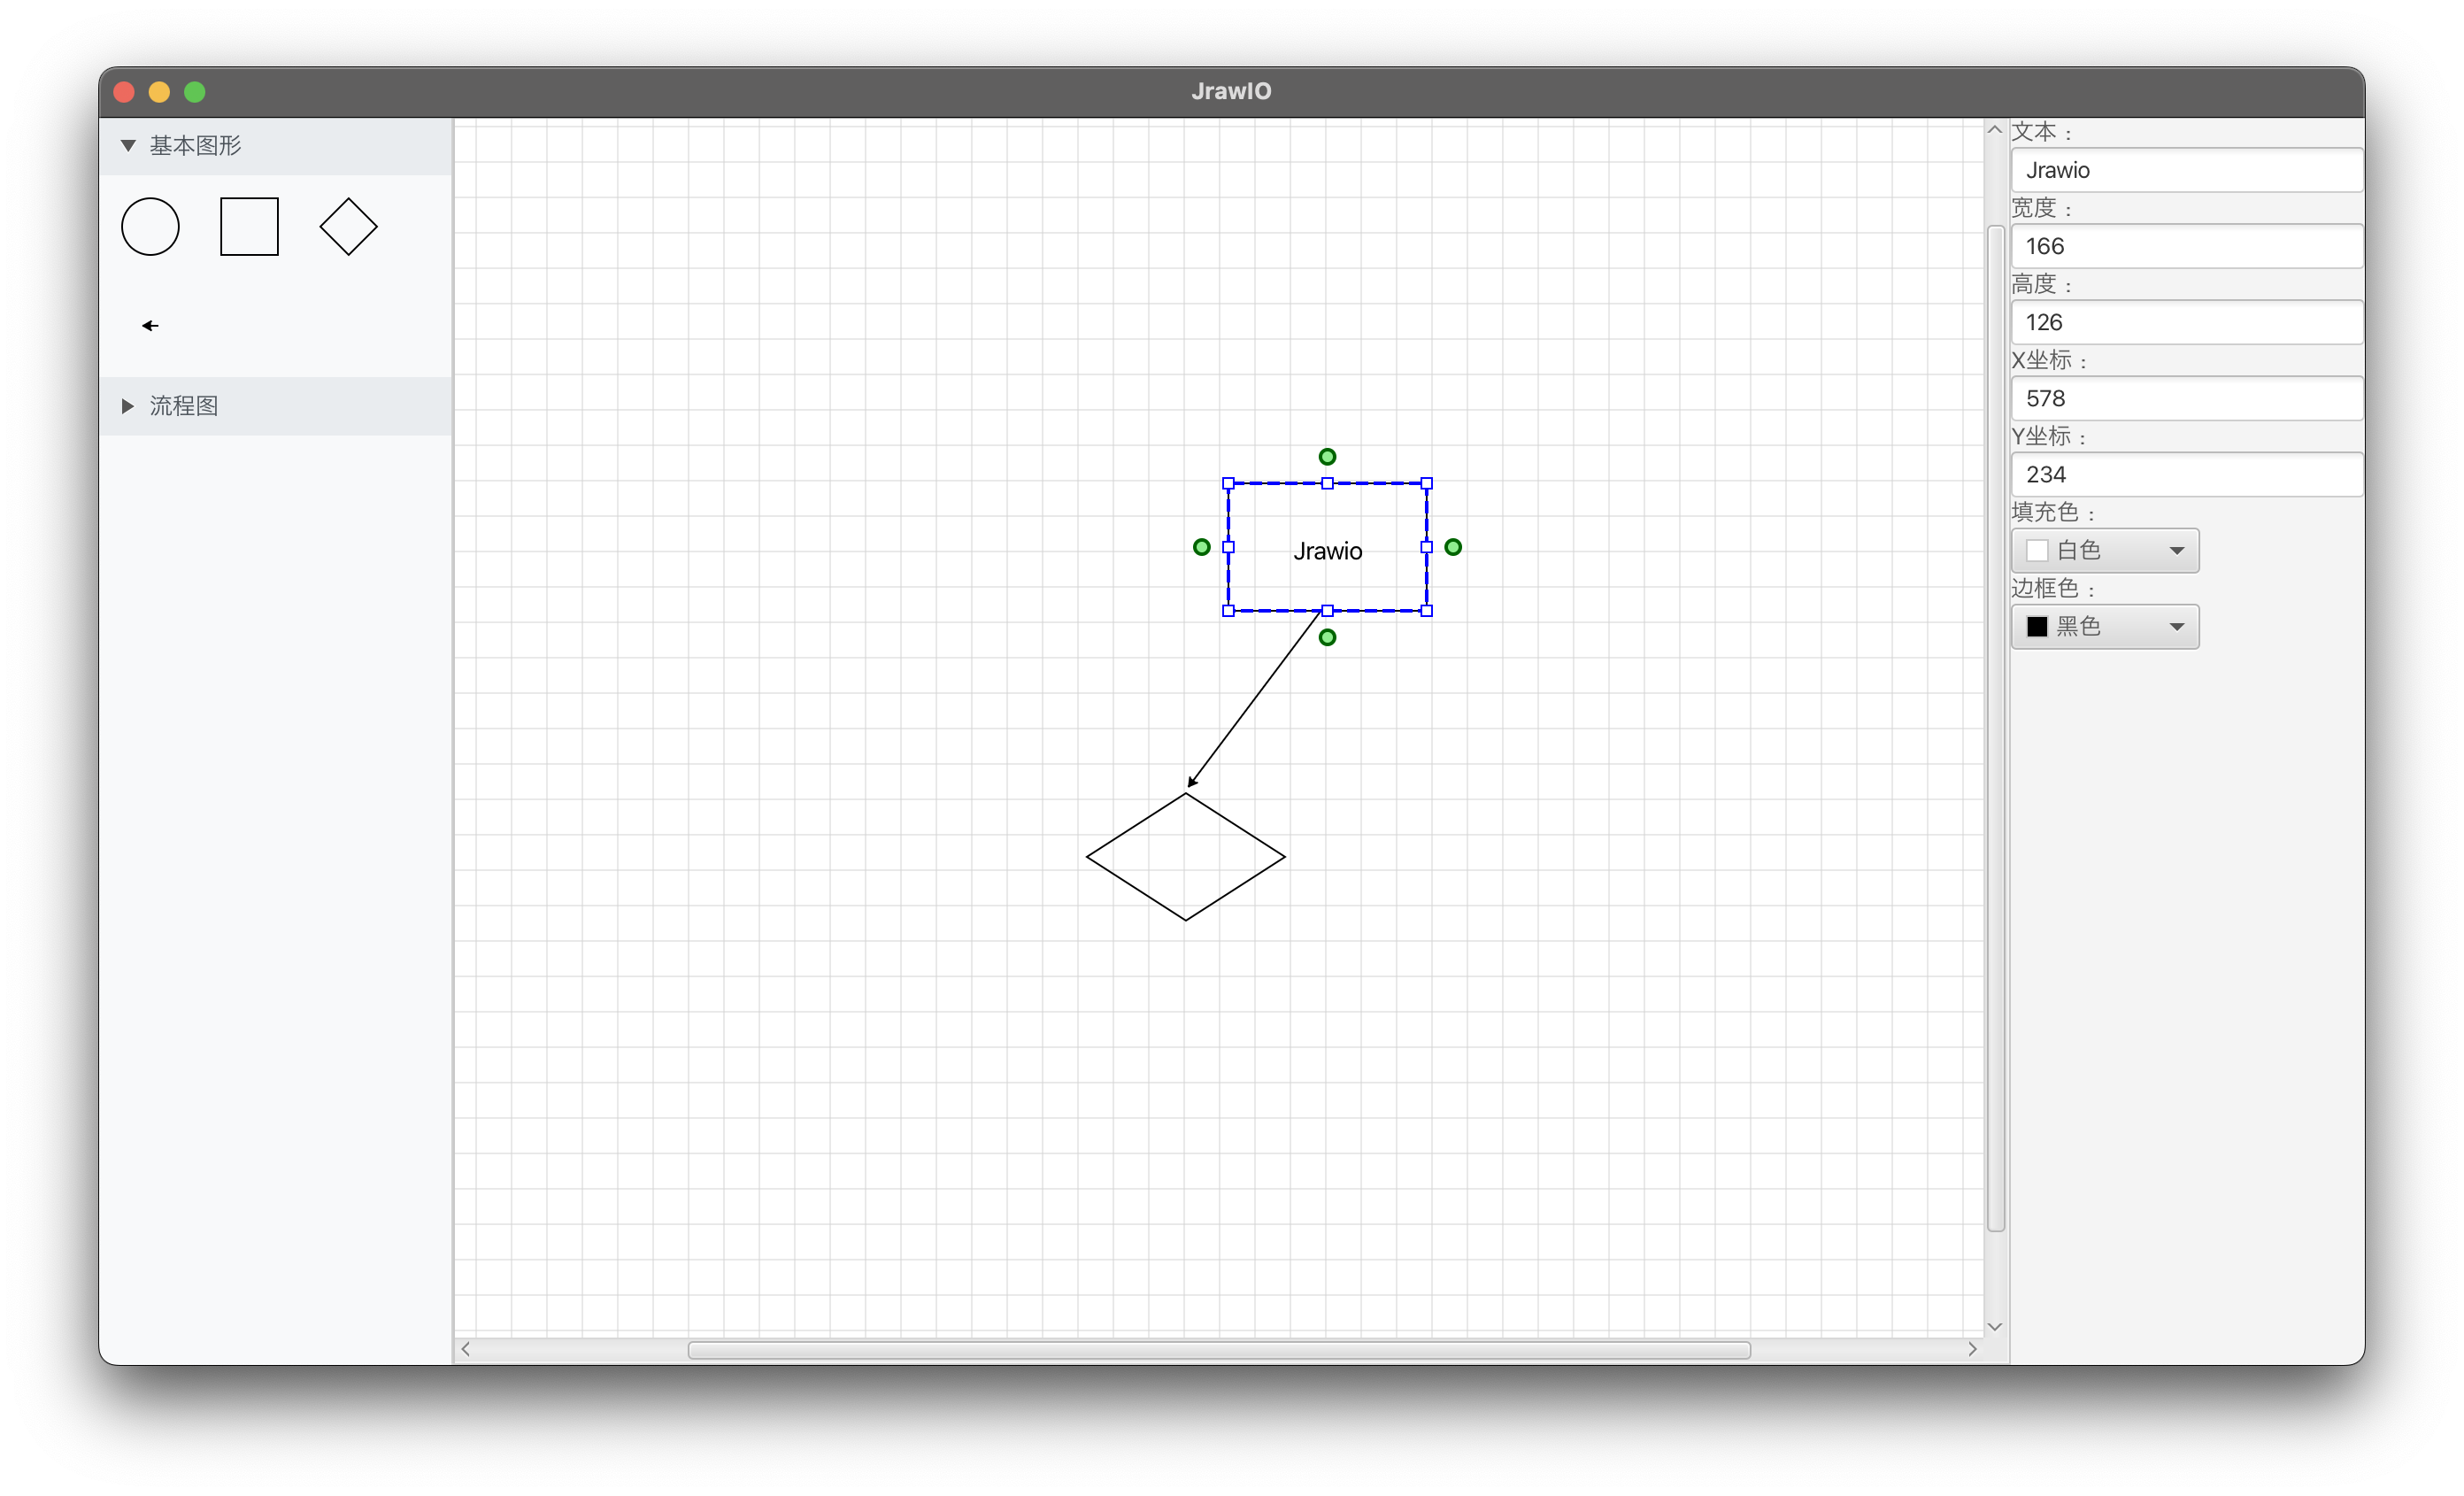 JrawIO
基本图形
流程图
Jrawio
文本：
Jrawio
宽度：
166
高度：
126
X坐标：
578
Y坐标：
234
填充色：
白色
边框色：
黑色